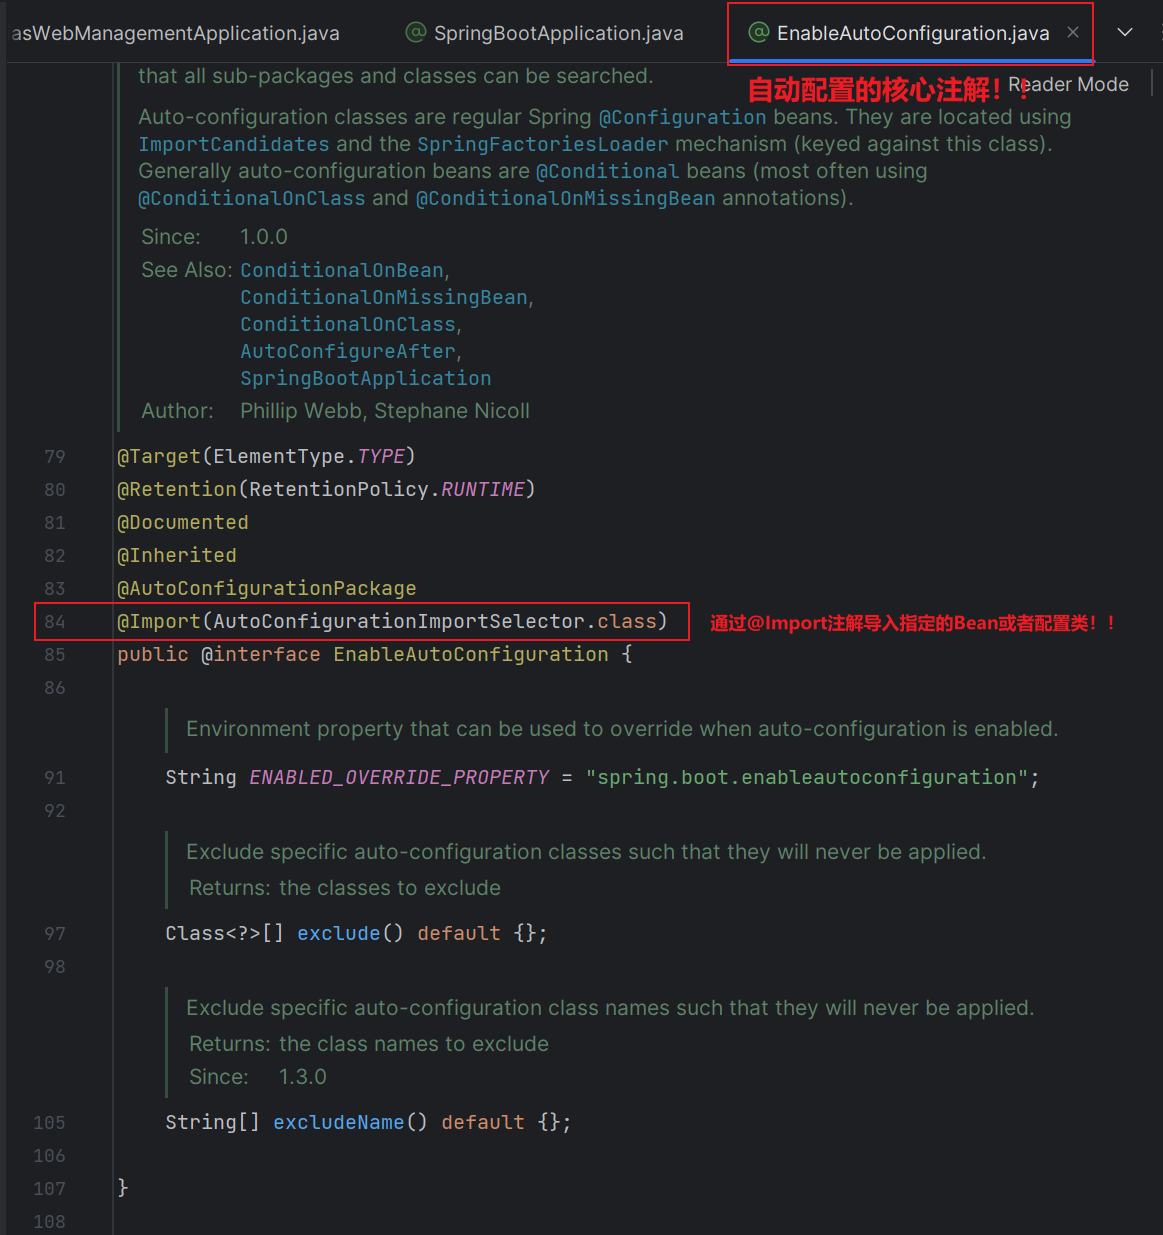 asWebManagementApplication.java
@ SpringBootApplication.java
@ EnableAutoConfiguration.java ×
自动配置的核心注解！！
Reader Mode
that all sub-packages and classes can be searched.
Auto-configuration classes are regular Spring @Configuration beans. They are located using
ImportCandidates and the SpringFactoriesLoader mechanism (keyed against this class).
Generally auto-configuration beans are @Conditional beans (most often using
@ConditionalOnClass and @ConditionalOnMissingBean annotations).
Since: 1.0.0
See Also: ConditionalOnBean,
ConditionalOnMissingBean,
ConditionalOnClass,
AutoConfigureAfter,
SpringBootApplication
Author: Phillip Webb, Stephane Nicoll
79 @Target(ElementType.TYPE)
80 @Retention(RetentionPolicy.RUNTIME)
81 @Documented
82 @Inherited
83 @AutoConfigurationPackage
84 @Import(AutoConfigurationImportSelector.class) 通过@Import注解导入指定的Bean或者配置类！！
85 public @interface EnableAutoConfiguration {
86
Environment property that can be used to override when auto-configuration is enabled.
91 String ENABLED_OVERRIDE_PROPERTY = "spring.boot.enableautoconfiguration";
92
Exclude specific auto-configuration classes such that they will never be applied.
Returns: the classes to exclude
97 Class<?>[] exclude() default {};
98
Exclude specific auto-configuration class names such that they will never be applied.
Returns: the class names to exclude
Since: 1.3.0
105 String[] excludeName() default {};
106
107 }
108